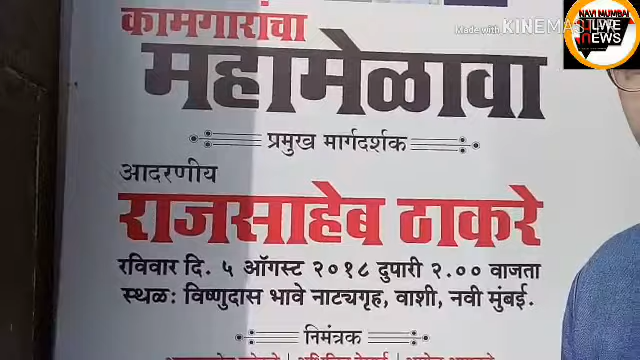 Made with KINEMASTER
NAVI MUMBAI
LIVE
NEWS
कामगारांचा
महामेळावा
प्रमुख मार्गदर्शक
आदरणीय
राजसाहेब ठाकरे
रविवार दि. ५ ऑगस्ट २०१८ दुपारी २.०० वाजता
स्थळ: विष्णुदास भावे नाट्यगृह, वाशी, नवी मुंबई.
निमंत्रक